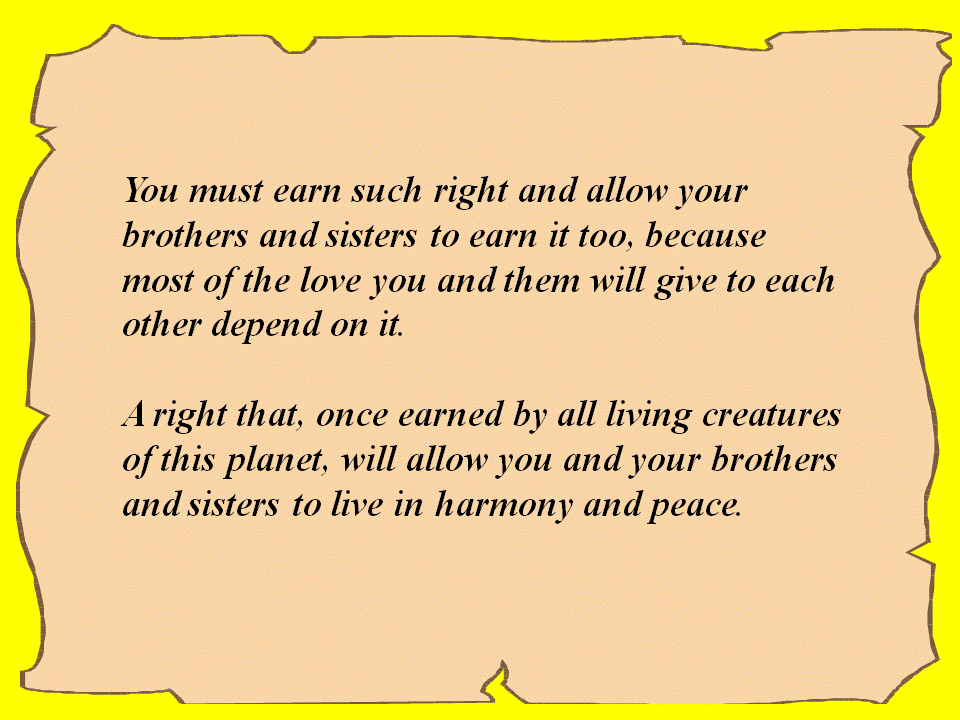 You must earn such right and allow your
brothers and sisters to earn it too, because
most of the love you and them will give to each
other depend on it.
A right that, once earned by all living creatures
of this planet, will allow you and your brothers
and sisters to live in harmony and peace.